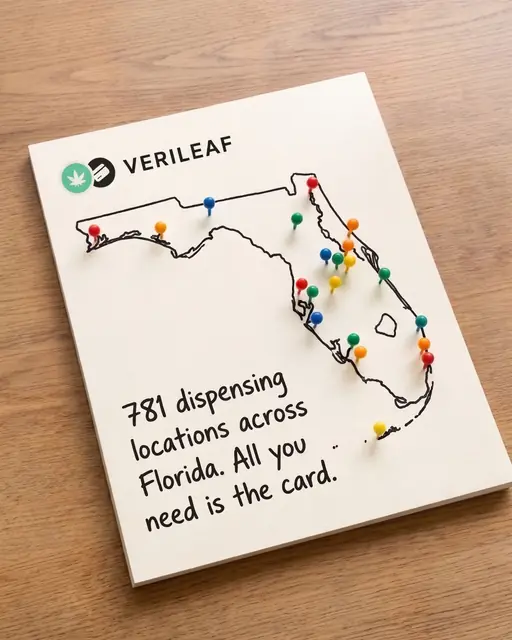 VERILEAF
781 dispensing
locations across
Florida. All you
need is the card.